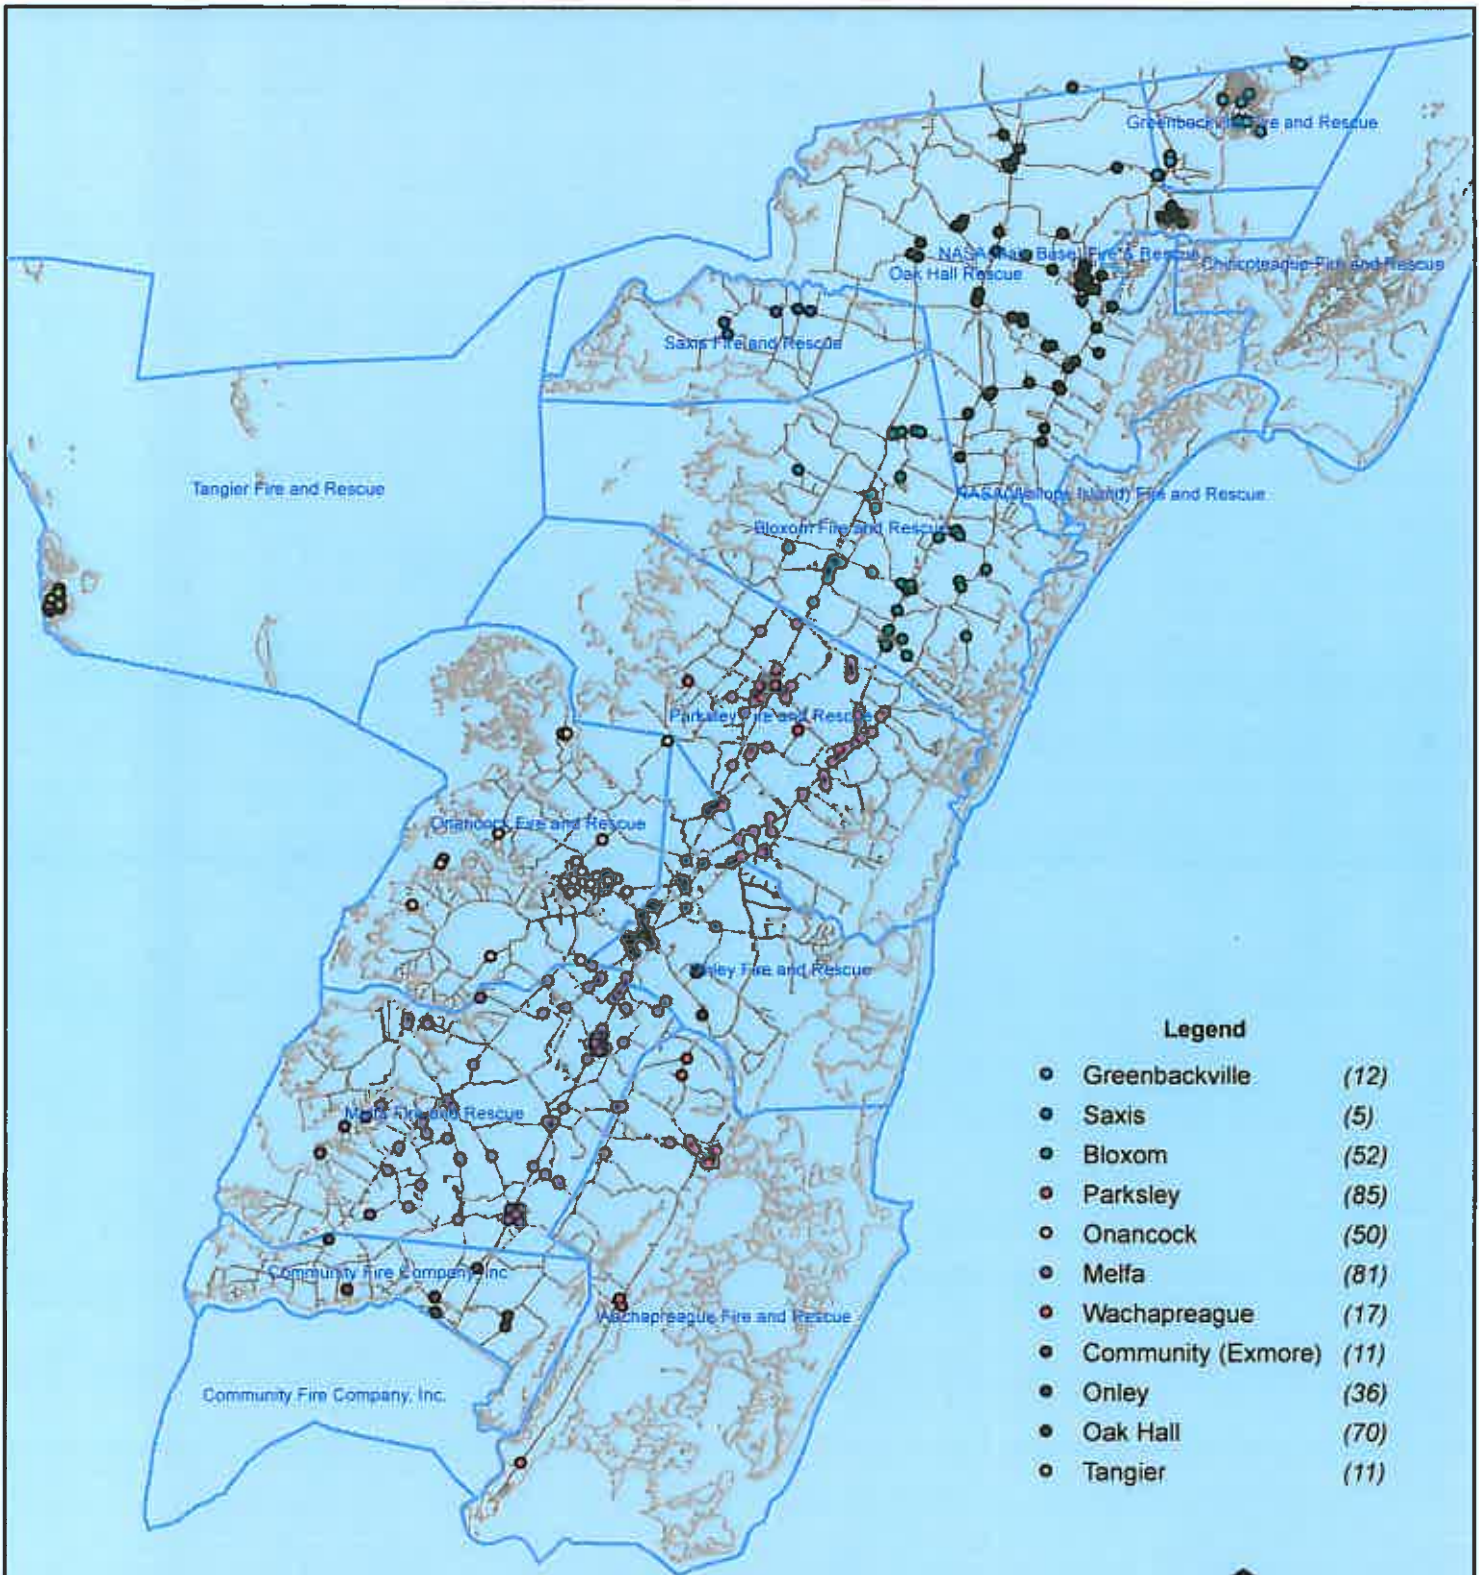 Greenbackville Fire and Rescue
NASA(Main Base) Fire & Rescue
Chincoteague Fire and Rescue
Oak Hall Rescue
Saxis Fire and Rescue
Tangier Fire and Rescue
NASA(Wallops Island) Fire and Rescue
Bloxom Fire and Rescue
Parksley Fire and Rescue
Onancock Fire and Rescue
Onley Fire and Rescue
Melfa Fire and Rescue
Community Fire Company, Inc.
Wachapreague Fire and Rescue
Community Fire Company, Inc.
Legend
Greenbackville (12)
Saxis (5)
Bloxom (52)
Parksley (85)
Onancock (50)
Melfa (81)
Wachapreague (17)
Community (Exmore) (11)
Onley (36)
Oak Hall (70)
Tangier (11)